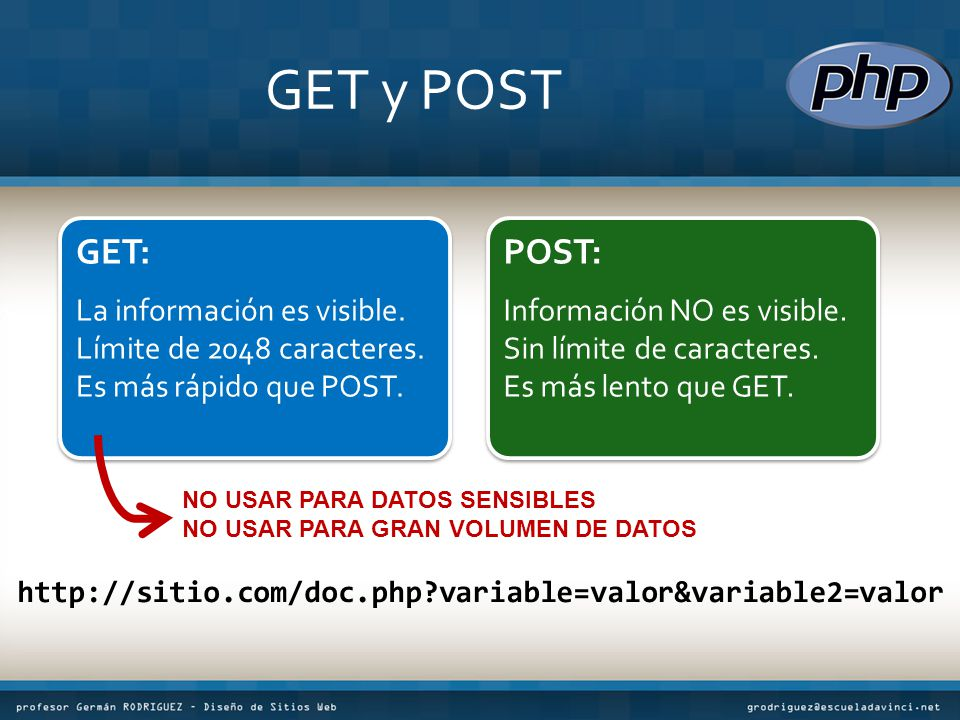 GET y POST
php
GET:
La información es visible.
Límite de 2048 caracteres.
Es más rápido que POST.
POST:
Información NO es visible.
Sin límite de caracteres.
Es más lento que GET.
NO USAR PARA DATOS SENSIBLES
NO USAR PARA GRAN VOLUMEN DE DATOS
http://sitio.com/doc.php?variable=valor&variable2=valor
profesor Germán RODRIGUEZ - Diseño de Sitios Web
grodriguez@escueladavinci.net